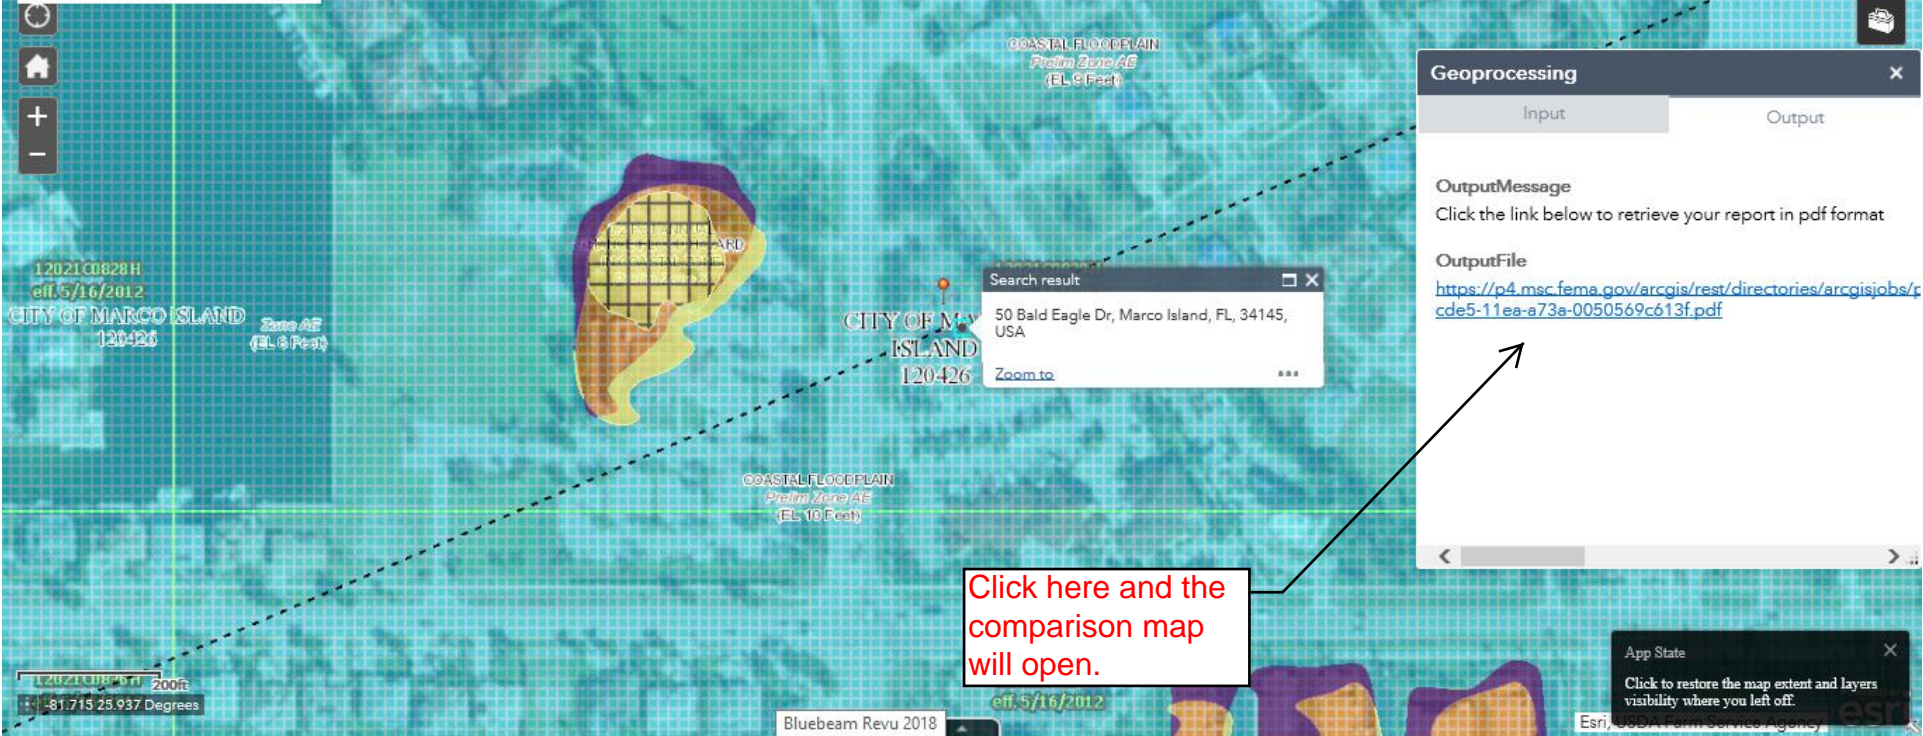 COASTAL FLOODPLAIN
Prelim Zone AE
(EL 9 Feet)
Geoprocessing
Input
Output
OutputMessage
Click the link below to retrieve your report in pdf format
OutputFile
https://p4.msc.fema.gov/arcgis/rest/directories/arcgisjobs/p
cde5-11ea-a73a-0050569c613f.pdf
ARD
12021C0828H
eff. 5/16/2012
CITY OF MARCO ISLAND
120426
Zone AE
(EL 8 Feet)
CITY OF
ISLAND
120426
Search result
50 Bald Eagle Dr, Marco Island, FL, 34145,
USA
Zoom to
COASTAL FLOODPLAIN
Prelim Zone AE
(EL 10 Feet)
Click here and the
comparison map
will open.
200ft
-81.715 25.937 Degrees
eff. 5/16/2012
Bluebeam Revu 2018
App State
Click to restore the map extent and layers
visibility where you left off.
Esri, USDA Farm Service Agency
esri